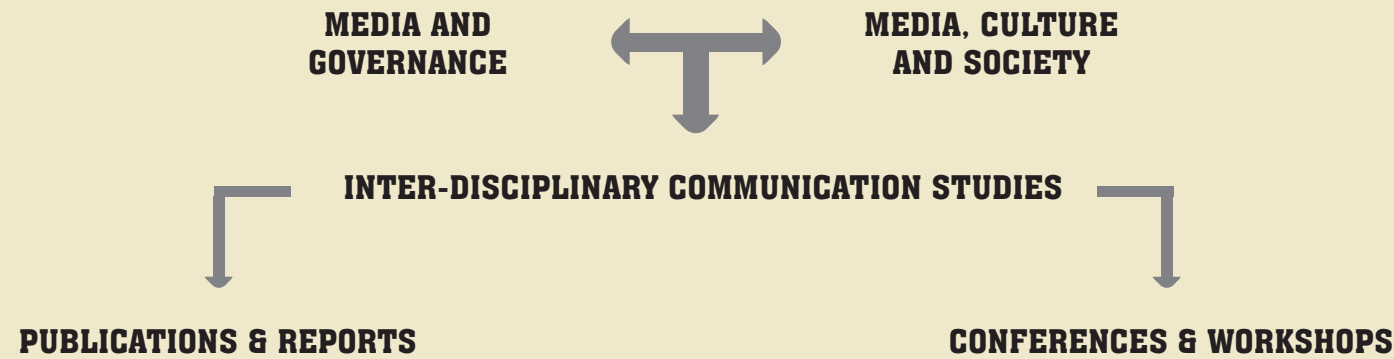 MEDIA AND
GOVERNANCE
MEDIA, CULTURE
AND SOCIETY
INTER-DISCIPLINARY COMMUNICATION STUDIES
PUBLICATIONS & REPORTS
CONFERENCES & WORKSHOPS